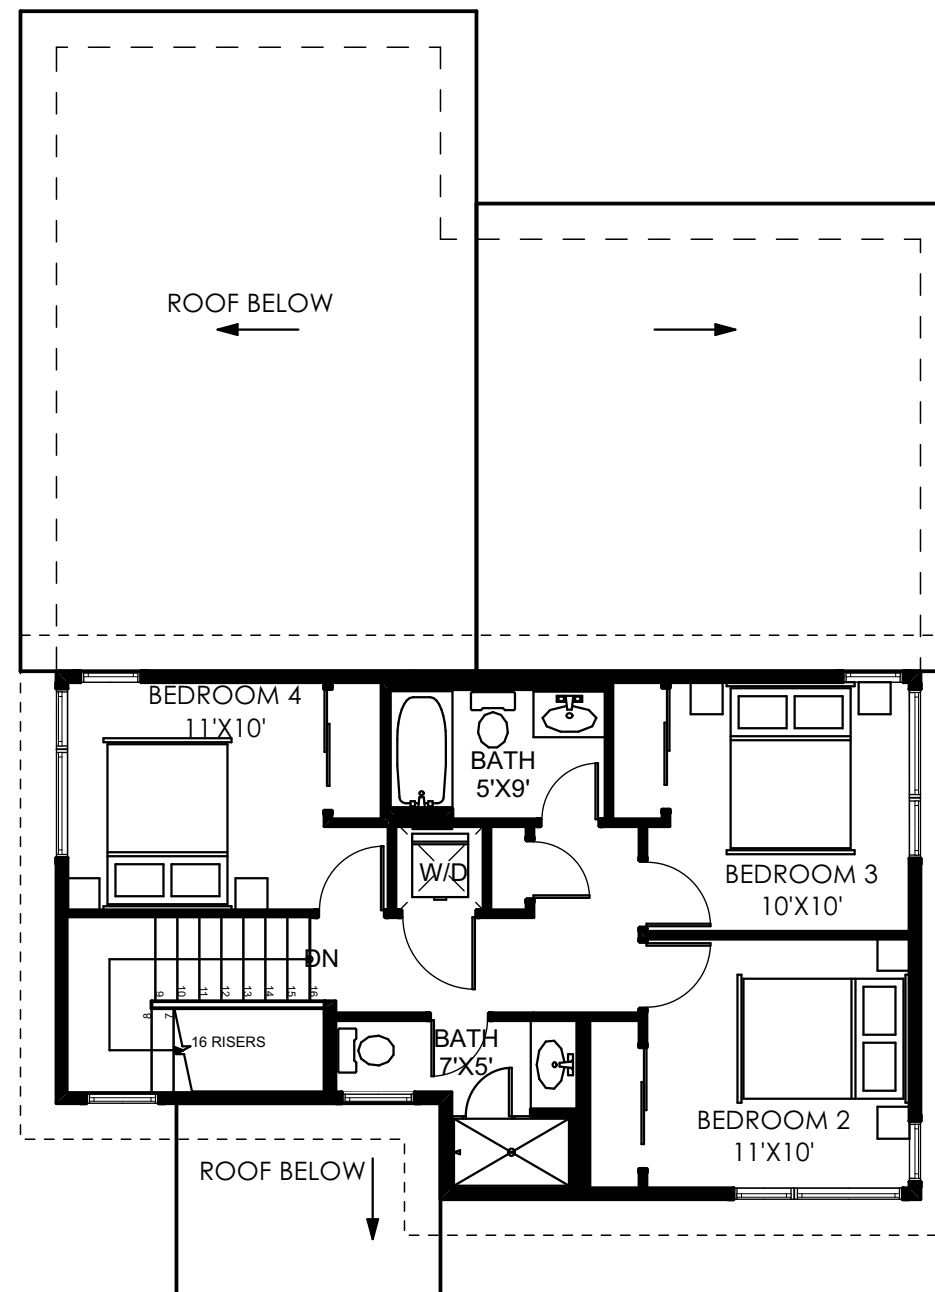 ROOF BELOW
BEDROOM 4
11'X10'
BATH
5'X9'
W/D
BEDROOM 3
10'X10'
DN
9 10 11 12 13 14 15 16
8 7
16 RISERS
BATH
7'X5'
BEDROOM 2
11'X10'
ROOF BELOW